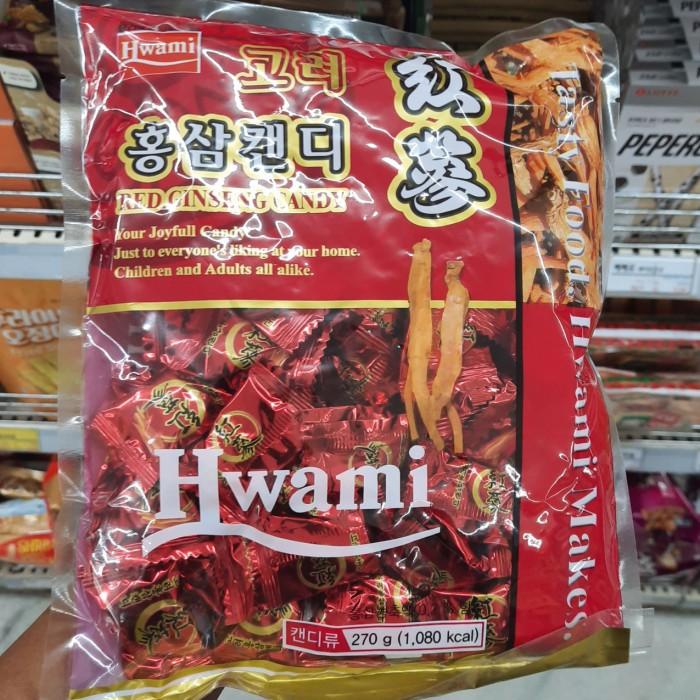 Hwami
고려
홍삼캔디
紅蔘
RED GINSENG CANDY
Your Joyfull Candy
Just to everyone's liking at your home.
Children and Adults all alike.
Tasty Food. Hwami Makes.
Hwami
캔디류 270 g (1,080 kcal)
LOTTE
PEPER